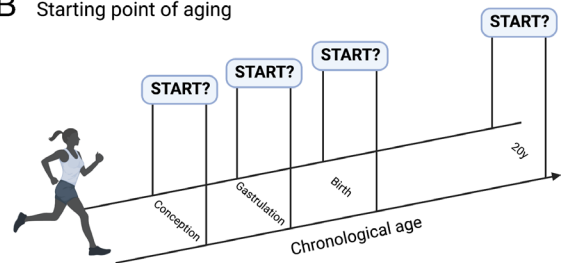 B Starting point of aging
START?
START?
START?
START?
Conception
Gastrulation
Birth
20y
Chronological age